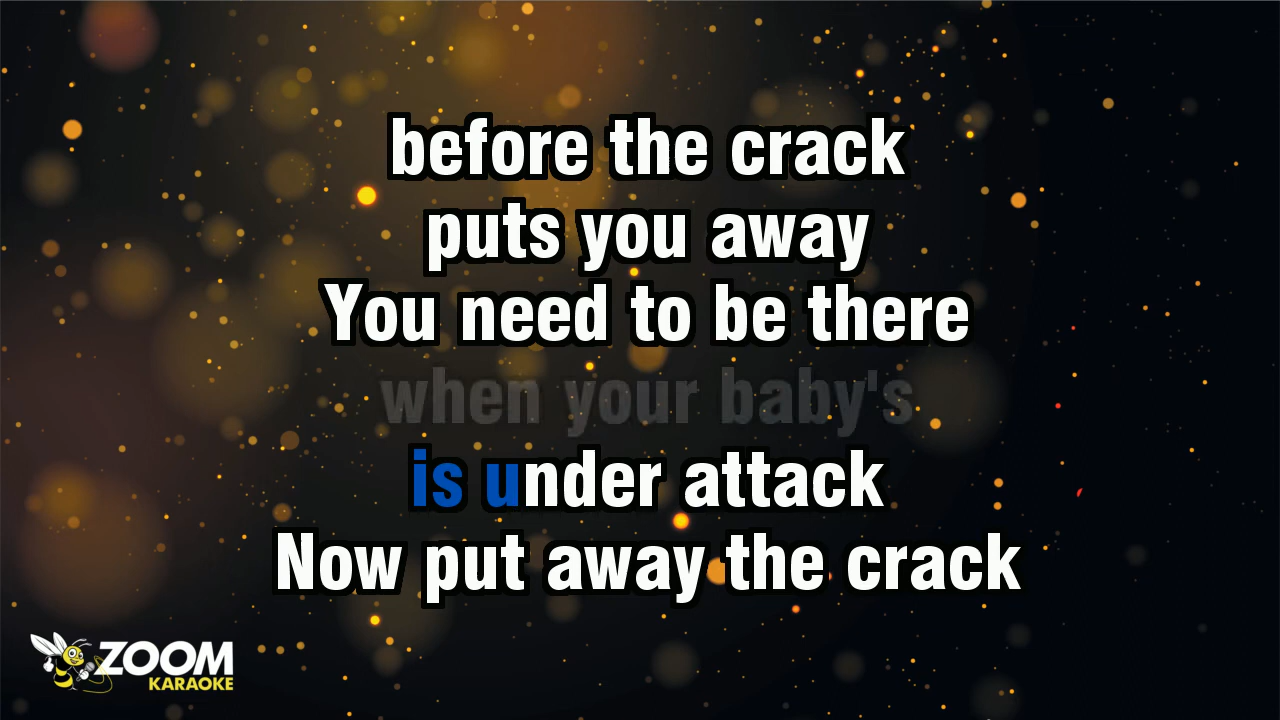 before the crack
puts you away
You need to be there
when your baby's
is under attack
Now put away the crack
ZOOM
KARAOKE